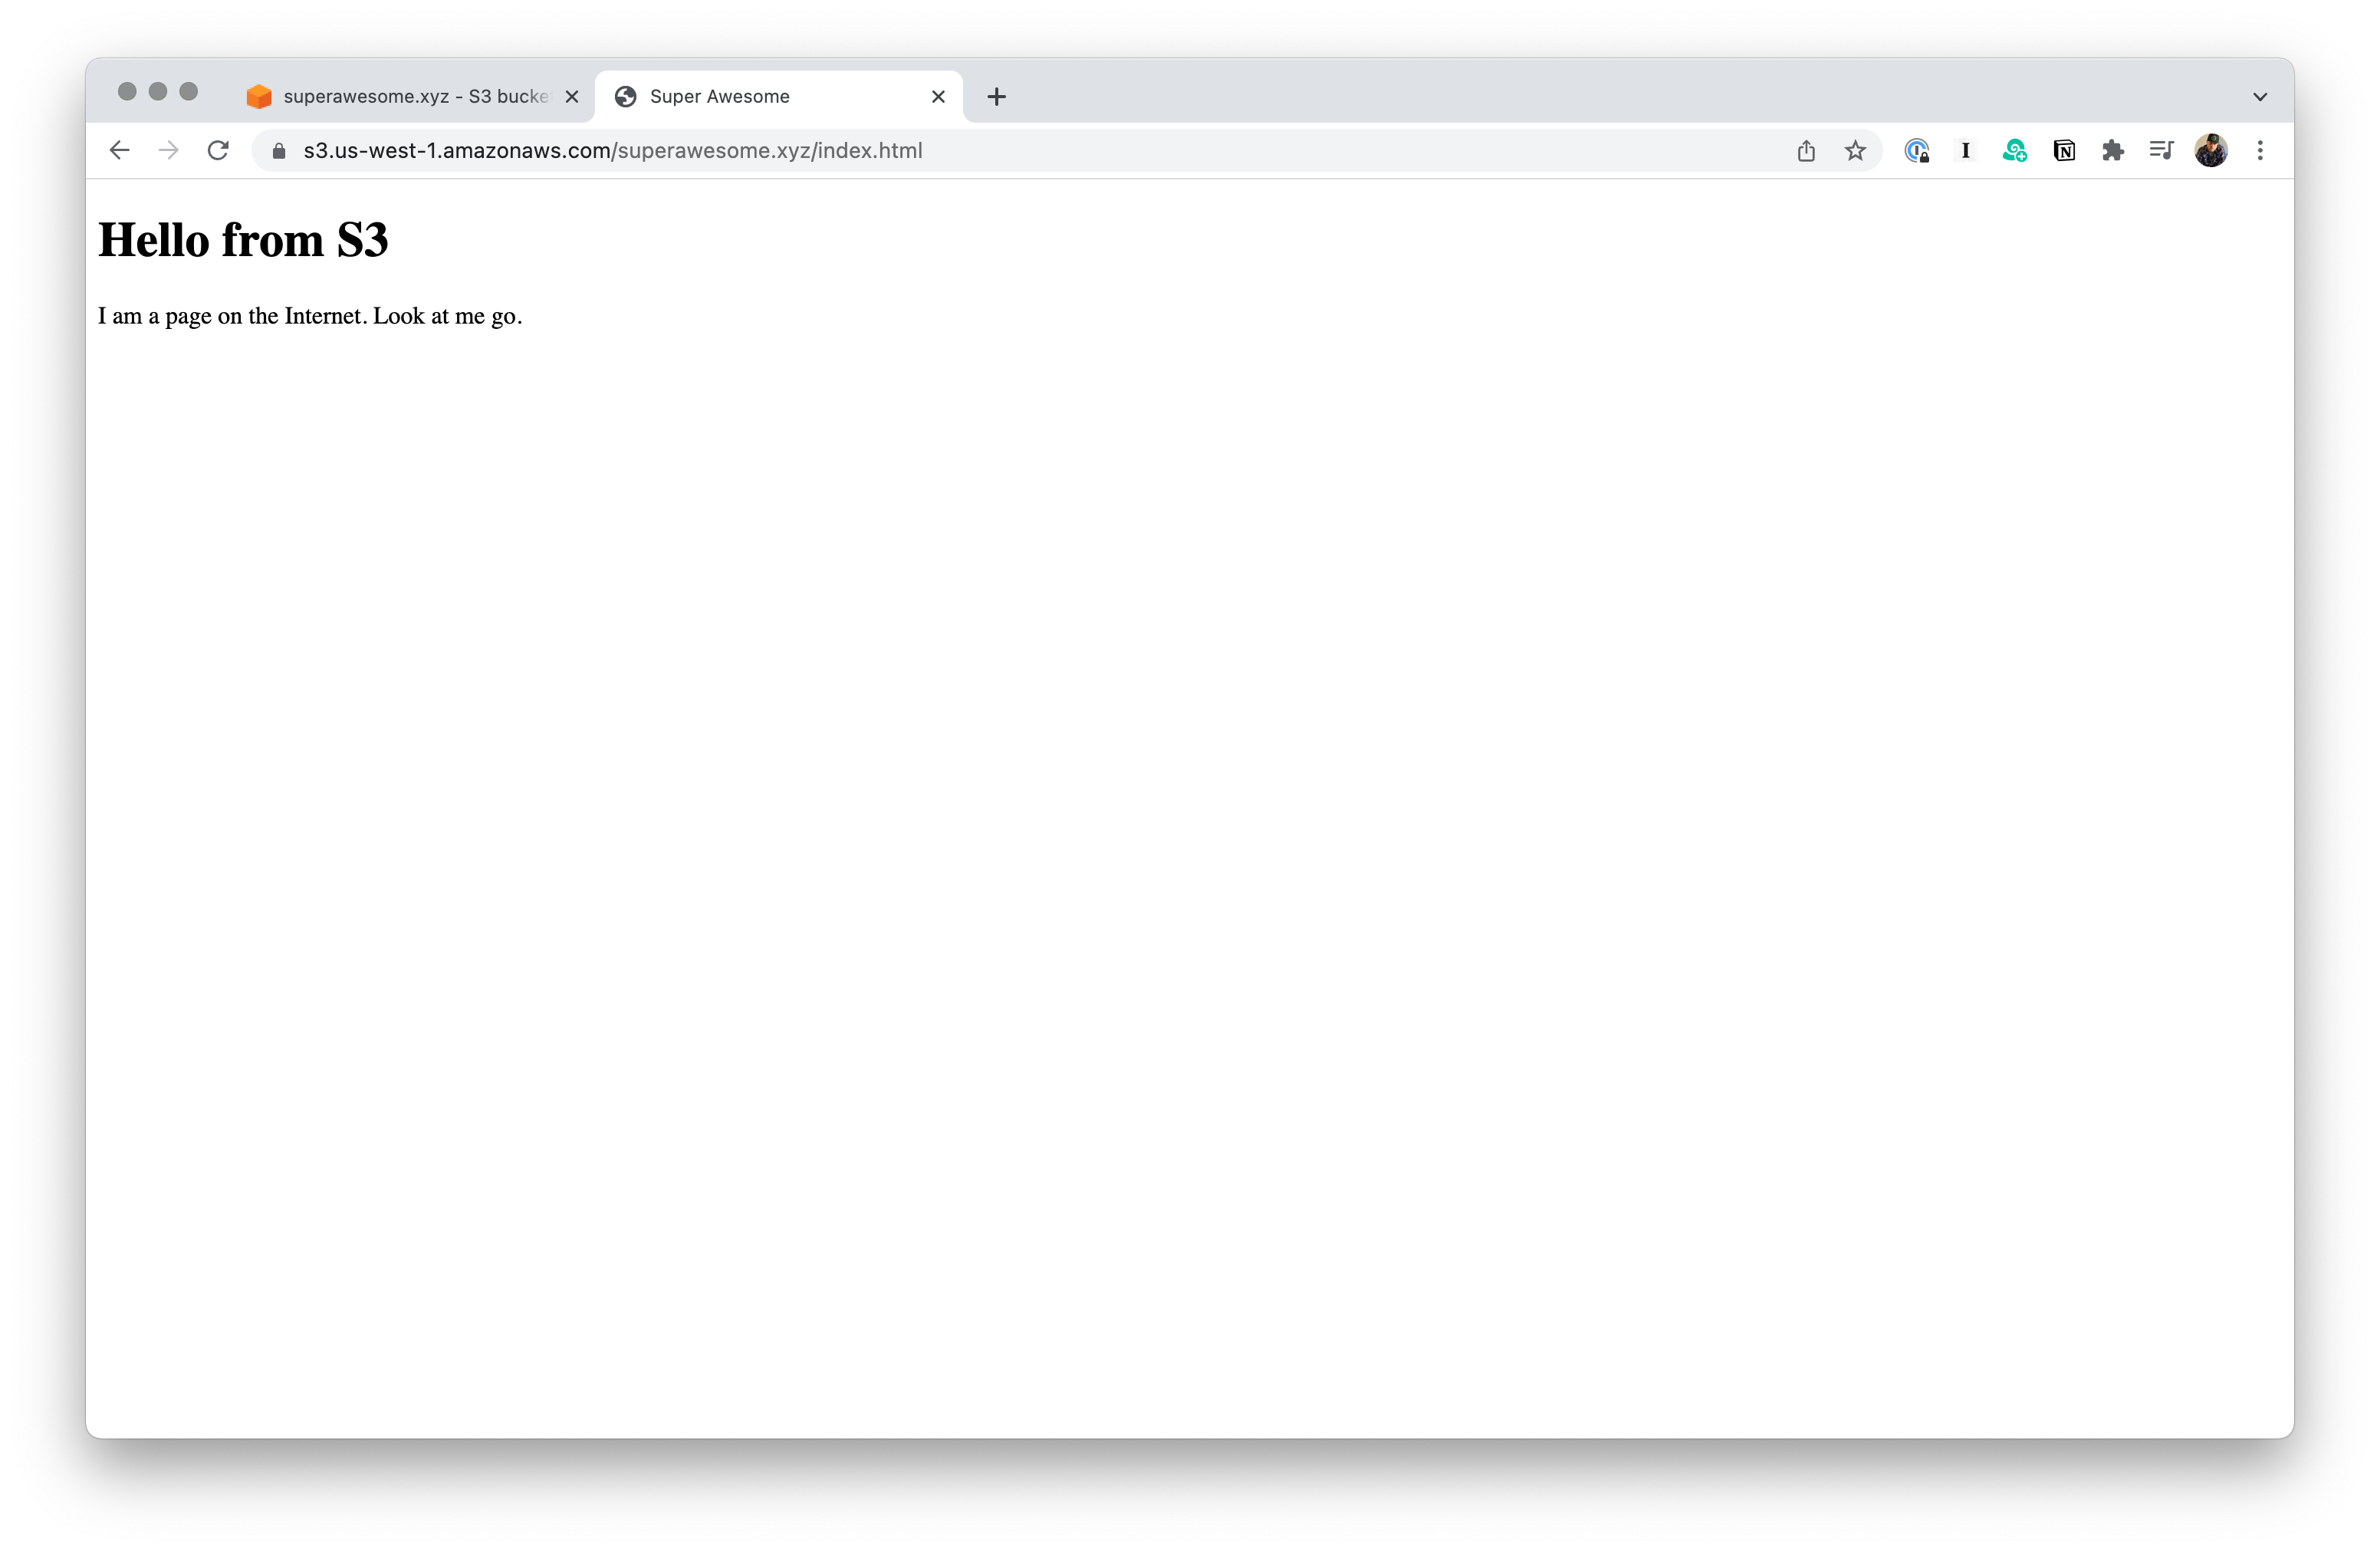 superawesome.xyz - S3 bucke
Super Awesome
s3.us-west-1.amazonaws.com/superawesome.xyz/index.html
Hello from S3
I am a page on the Internet. Look at me go.